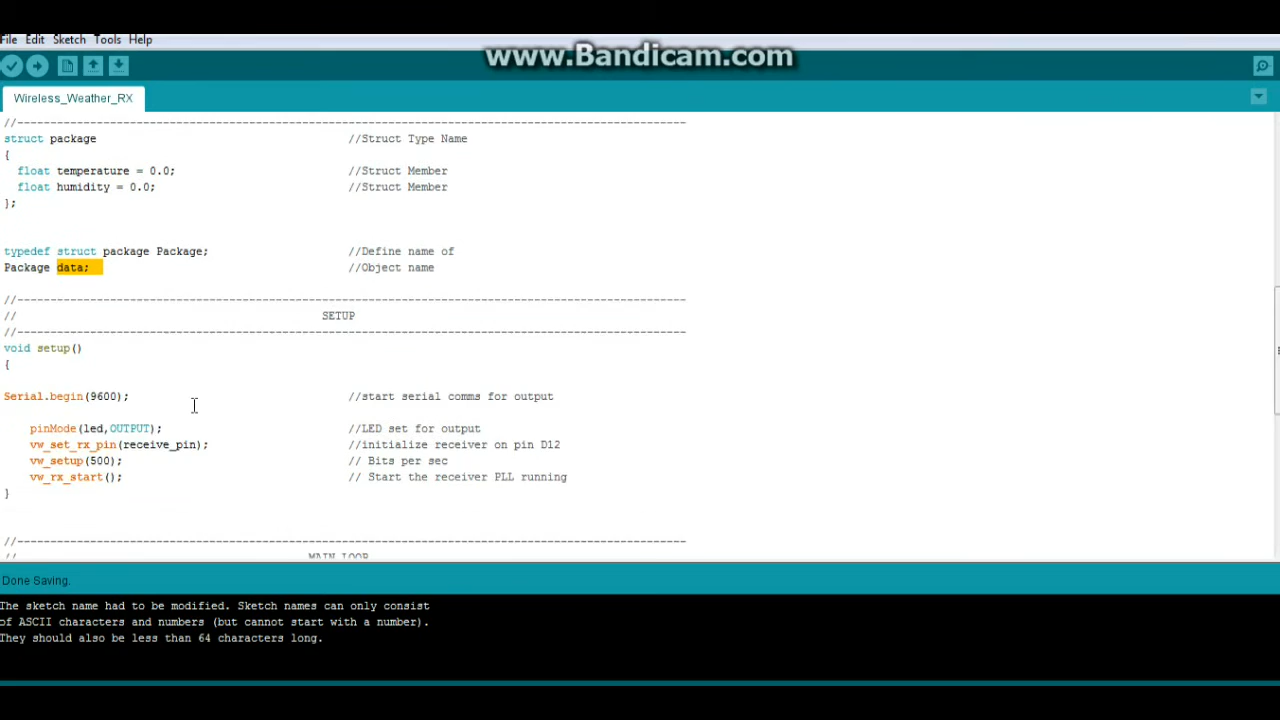 File Edit Sketch Tools Help
www.Bandicam.com
Wireless_Weather_RX
//-----------------------------------------------------------------------------------------------------
struct package //Struct Type Name
{
float temperature = 0.0; //Struct Member
float humidity = 0.0; //Struct Member
};
typedef struct package Package; //Define name of
Package data; //Object name
//-----------------------------------------------------------------------------------------------------
// SETUP
//-----------------------------------------------------------------------------------------------------
void setup()
{
Serial.begin(9600); //start serial comms for output
pinMode(led,OUTPUT); //LED set for output
vw_set_rx_pin(receive_pin); //initialize receiver on pin D12
vw_setup(500); // Bits per sec
vw_rx_start(); // Start the receiver PLL running
}
//-----------------------------------------------------------------------------------------------------
// MAIN LOOP
Done Saving.
The sketch name had to be modified. Sketch names can only consist
of ASCII characters and numbers (but cannot start with a number).
They should also be less than 64 characters long.